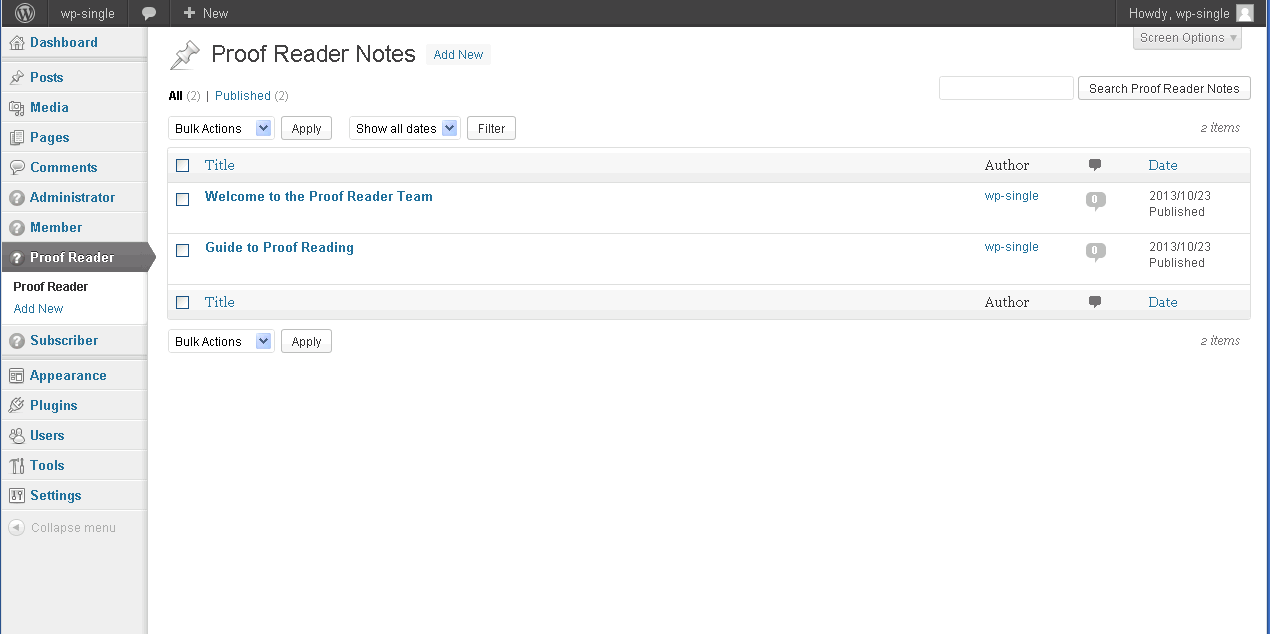 wp-single + New Howdy, wp-single
Screen Options
Dashboard
Posts
Media
Pages
Comments
Administrator
Member
Proof Reader
Proof Reader
Add New
Subscriber
Appearance
Plugins
Users
Tools
Settings
Collapse menu
Proof Reader Notes Add New
All (2) | Published (2)
Search Proof Reader Notes
Bulk Actions Apply Show all dates Filter 2 items
Title Author Date
Welcome to the Proof Reader Team wp-single 0 2013/10/23
Published
Guide to Proof Reading wp-single 0 2013/10/23
Published
Title Author Date
Bulk Actions Apply 2 items